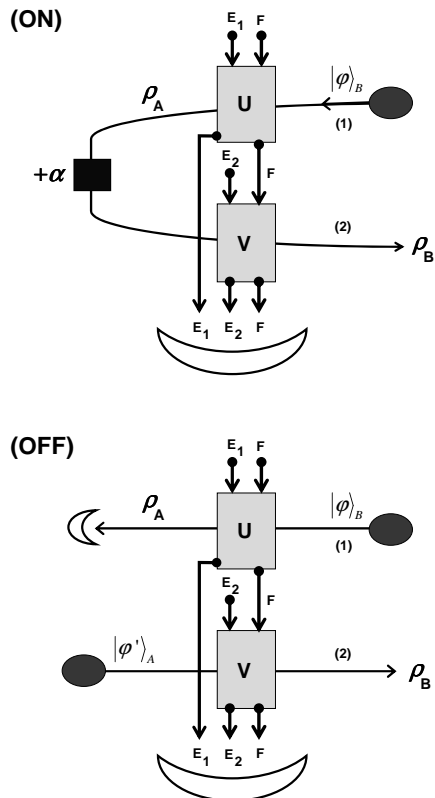 (ON)
E1 F
|φ⟩B
ρA
U
(1)
+α
E2
F
(2)
V
ρB
E1 E2 F
(OFF)
E1 F
ρA
|φ⟩B
U
(1)
E2
F
|φ'⟩A
(2)
V
ρB
E1 E2 F